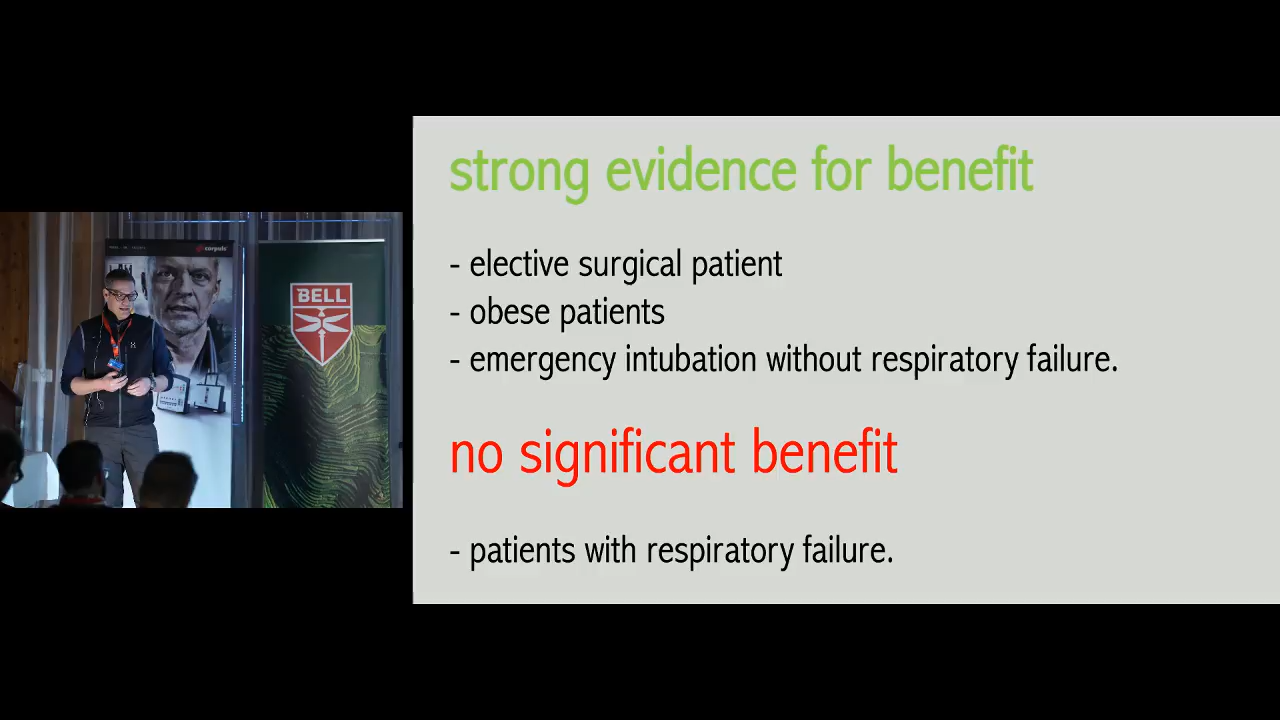 corpuls
BELL
strong evidence for benefit
- elective surgical patient
- obese patients
- emergency intubation without respiratory failure.
no significant benefit
- patients with respiratory failure.